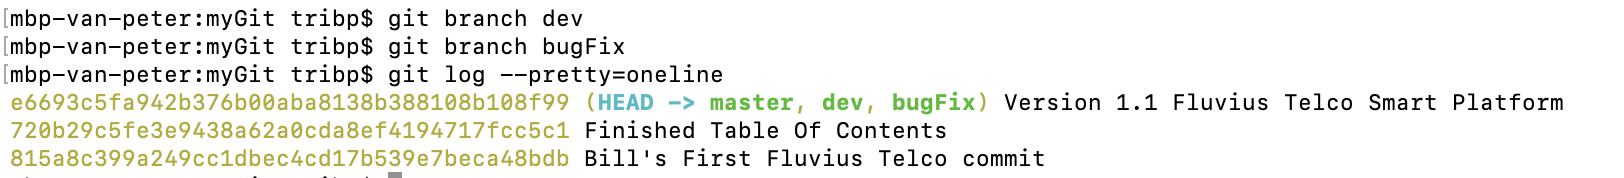 [mbp-van-peter:myGit tribp$ git branch dev
[mbp-van-peter:myGit tribp$ git branch bugFix
[mbp-van-peter:myGit tribp$ git log --pretty=oneline
e6693c5fa942b376b00aba8138b388108b108f99 (HEAD -> master, dev, bugFix) Version 1.1 Fluvius Telco Smart Platform
720b29c5fe3e9438a62a0cda8ef4194717fcc5c1 Finished Table Of Contents
815a8c399a249cc1dbec4cd17b539e7beca48bdb Bill's First Fluvius Telco commit